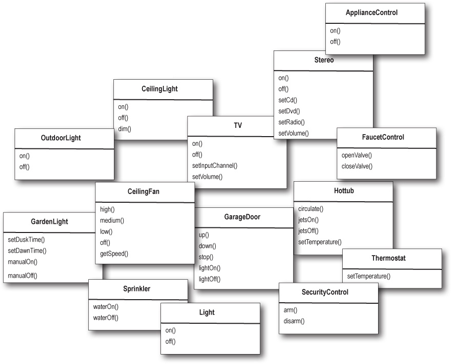 ApplianceControl
on()
off()
Stereo
on()
off()
setCd()
setDvd()
setRadio()
setVolume()
CeilingLight
on()
off()
dim()
TV
on()
off()
setInputChannel()
setVolume()
OutdoorLight
on()
off()
FaucetControl
openValve()
closeValve()
CeilingFan
high()
medium()
low()
off()
getSpeed()
Hottub
circulate()
jetsOn()
jetsOff()
setTemperature()
GardenLight
setDuskTime()
setDawnTime()
manualOn()
manualOff()
GarageDoor
up()
down()
stop()
lightOn()
lightOff()
Thermostat
setTemperature()
Sprinkler
waterOn()
waterOff()
SecurityControl
arm()
disarm()
Light
on()
off()